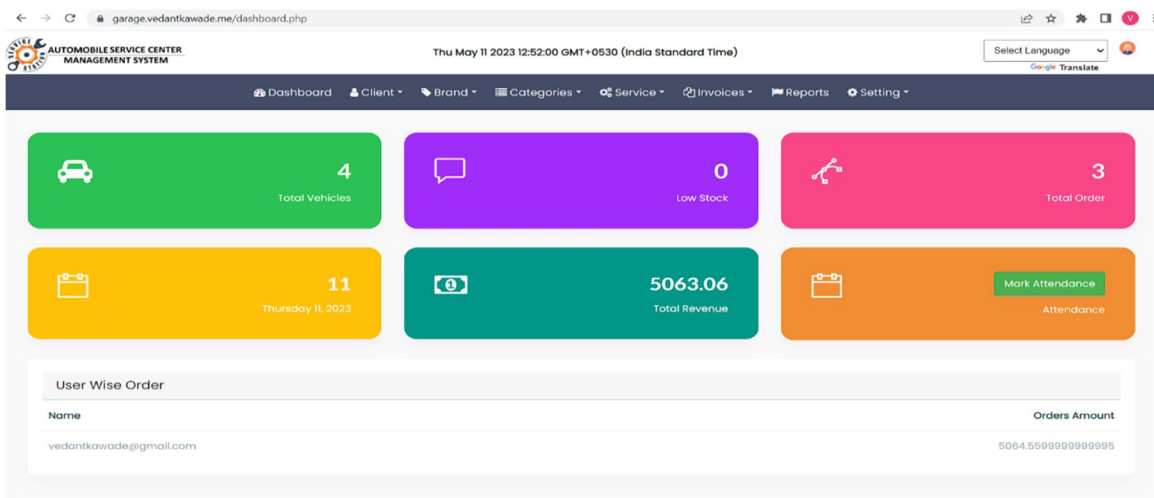 garage.vedantkawade.me/dashboard.php
V
SERVICE
STATION
AUTOMOBILE SERVICE CENTER
MANAGEMENT SYSTEM
Thu May 11 2023 12:52:00 GMT+0530 (India Standard Time)
Select Language
Google Translate
Dashboard Client Brand Categories Service Invoices Reports Setting
4
Total Vehicles
0
Low Stock
3
Total Order
11
Thursday 11, 2023
1
5063.06
Total Revenue
Mark Attendance
Attendance
User Wise Order
Name Orders Amount
vedantkawade@gmail.com 5064.5599999999995